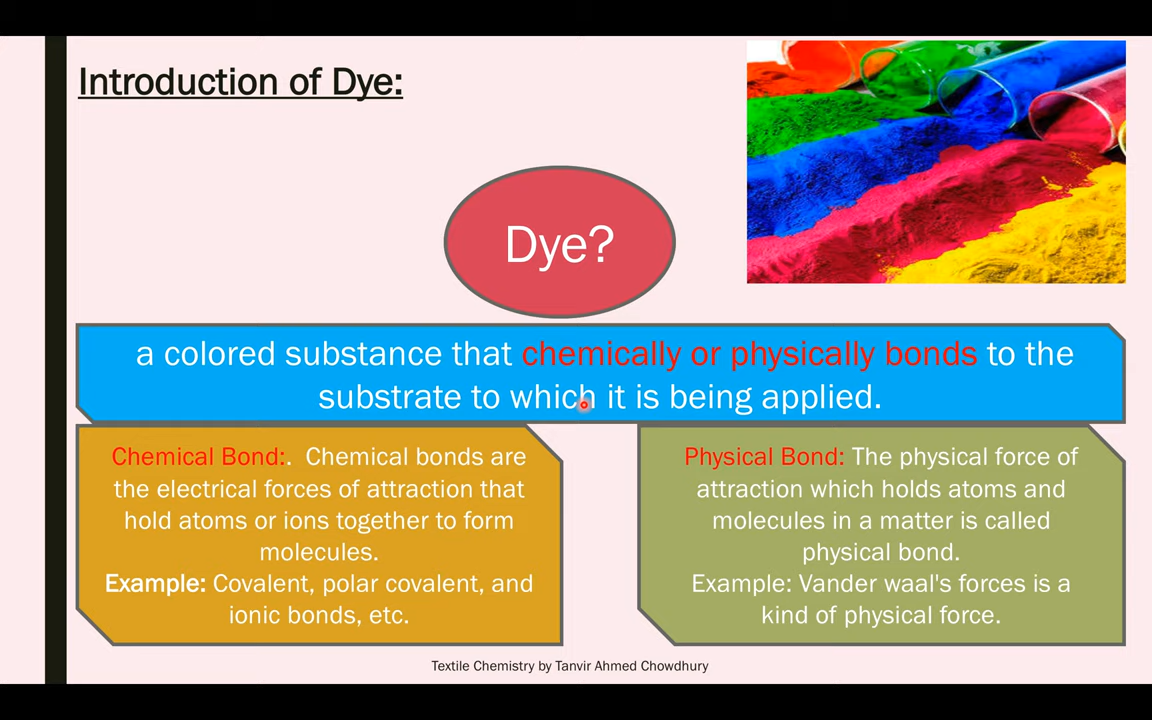 Introduction of Dye:
Dye?
a colored substance that chemically or physically bonds to the
substrate to which it is being applied.
Chemical Bond:.  Chemical bonds are
the electrical forces of attraction that
hold atoms or ions together to form
molecules.
Example: Covalent, polar covalent, and
ionic bonds, etc.
Physical Bond: The physical force of
attraction which holds atoms and
molecules in a matter is called
physical bond.
Example: Vander waal's forces is a
kind of physical force.
Textile Chemistry by Tanvir Ahmed Chowdhury